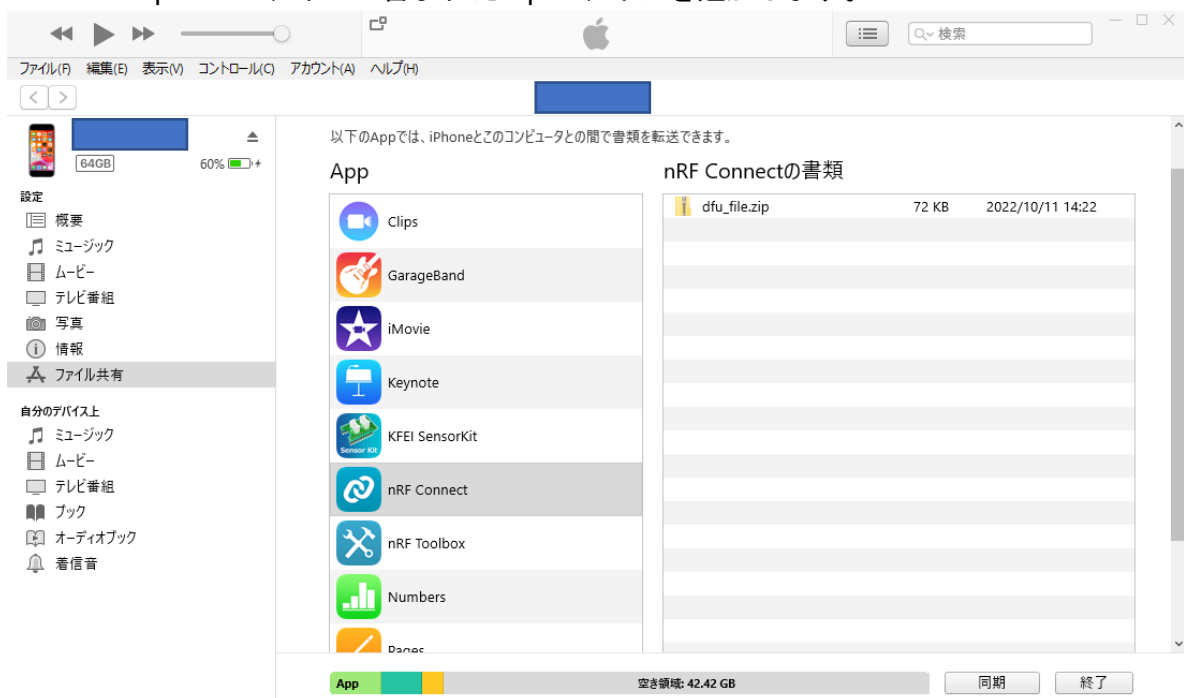 検索
ファイル(F) 編集(E) 表示(V) コントロール(C) アカウント(A) ヘルプ(H)
64GB
60%
以下のAppでは、iPhoneとこのコンピュータとの間で書類を転送できます。
設定
概要
ミュージック
ムービー
テレビ番組
写真
情報
ファイル共有
自分のデバイス上
ミュージック
ムービー
テレビ番組
ブック
オーディオブック
着信音
App
Clips
GarageBand
iMovie
Keynote
Sensor Kit
KFEI SensorKit
nRF Connect
nRF Toolbox
Numbers
Pages
nRF Connectの書類
dfu_file.zip 72 KB 2022/10/11 14:22
App
空き領域: 42.42 GB
同期
終了